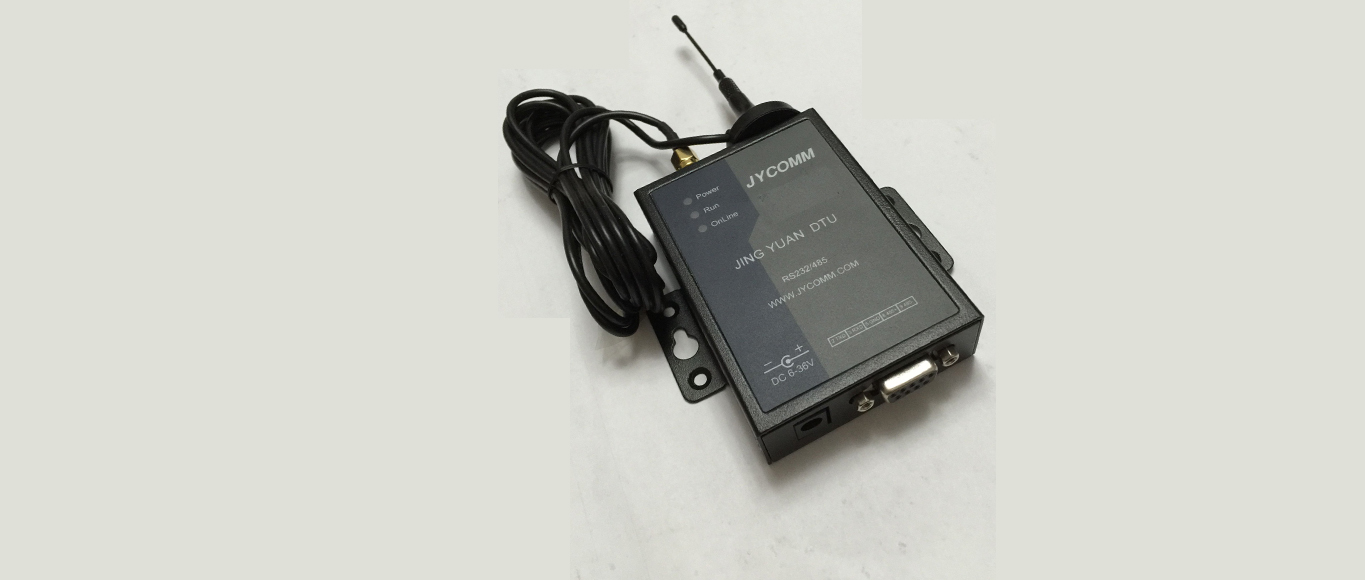 JYCOMM
Power
Run
OnLine
JING YUAN DTU
RS232/485
WWW.JYCOMM.COM
− +
DC 6-36V